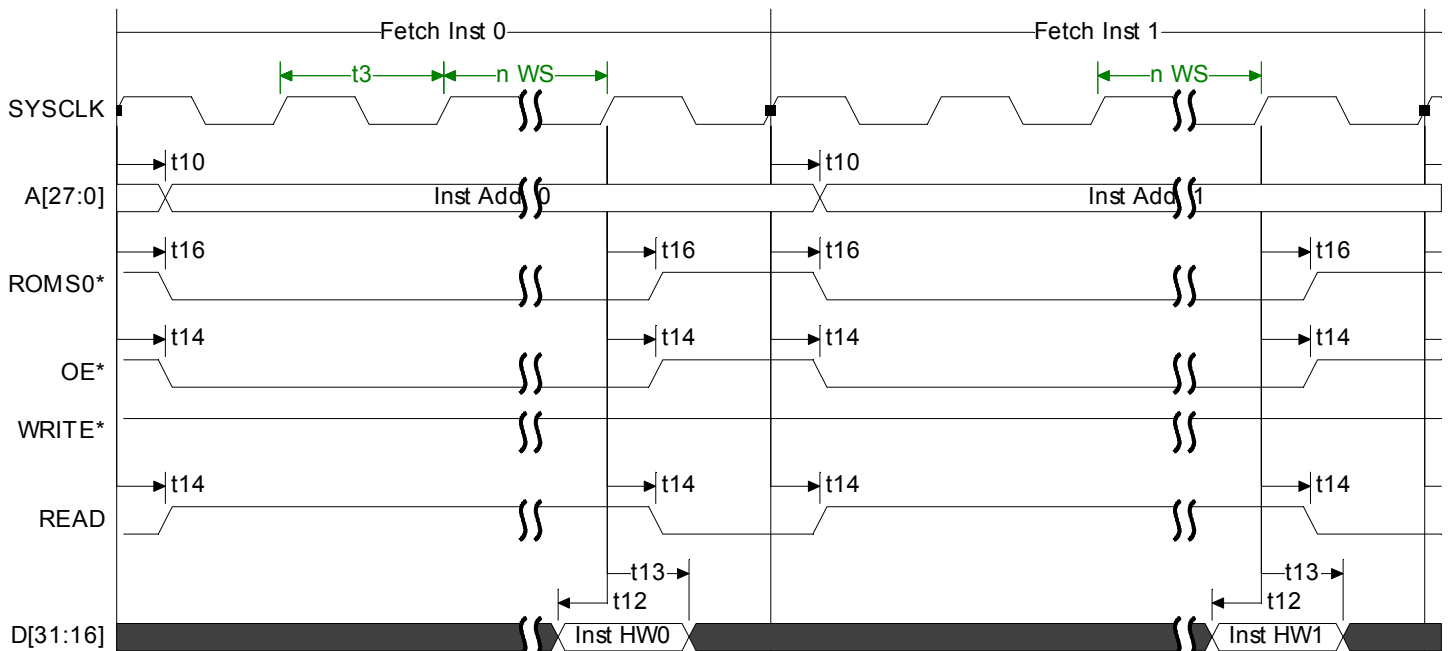 Fetch Inst 0 Fetch Inst 1
t3 n WS n WS
SYSCLK
t10 t10
A[27:0] Inst Add 0 Inst Add 1
t16 t16 t16 t16
ROMS0*
t14 t14 t14 t14
OE*
WRITE*
t14 t14 t14 t14
READ
t13 t13
t12 t12
D[31:16] Inst HW0 Inst HW1